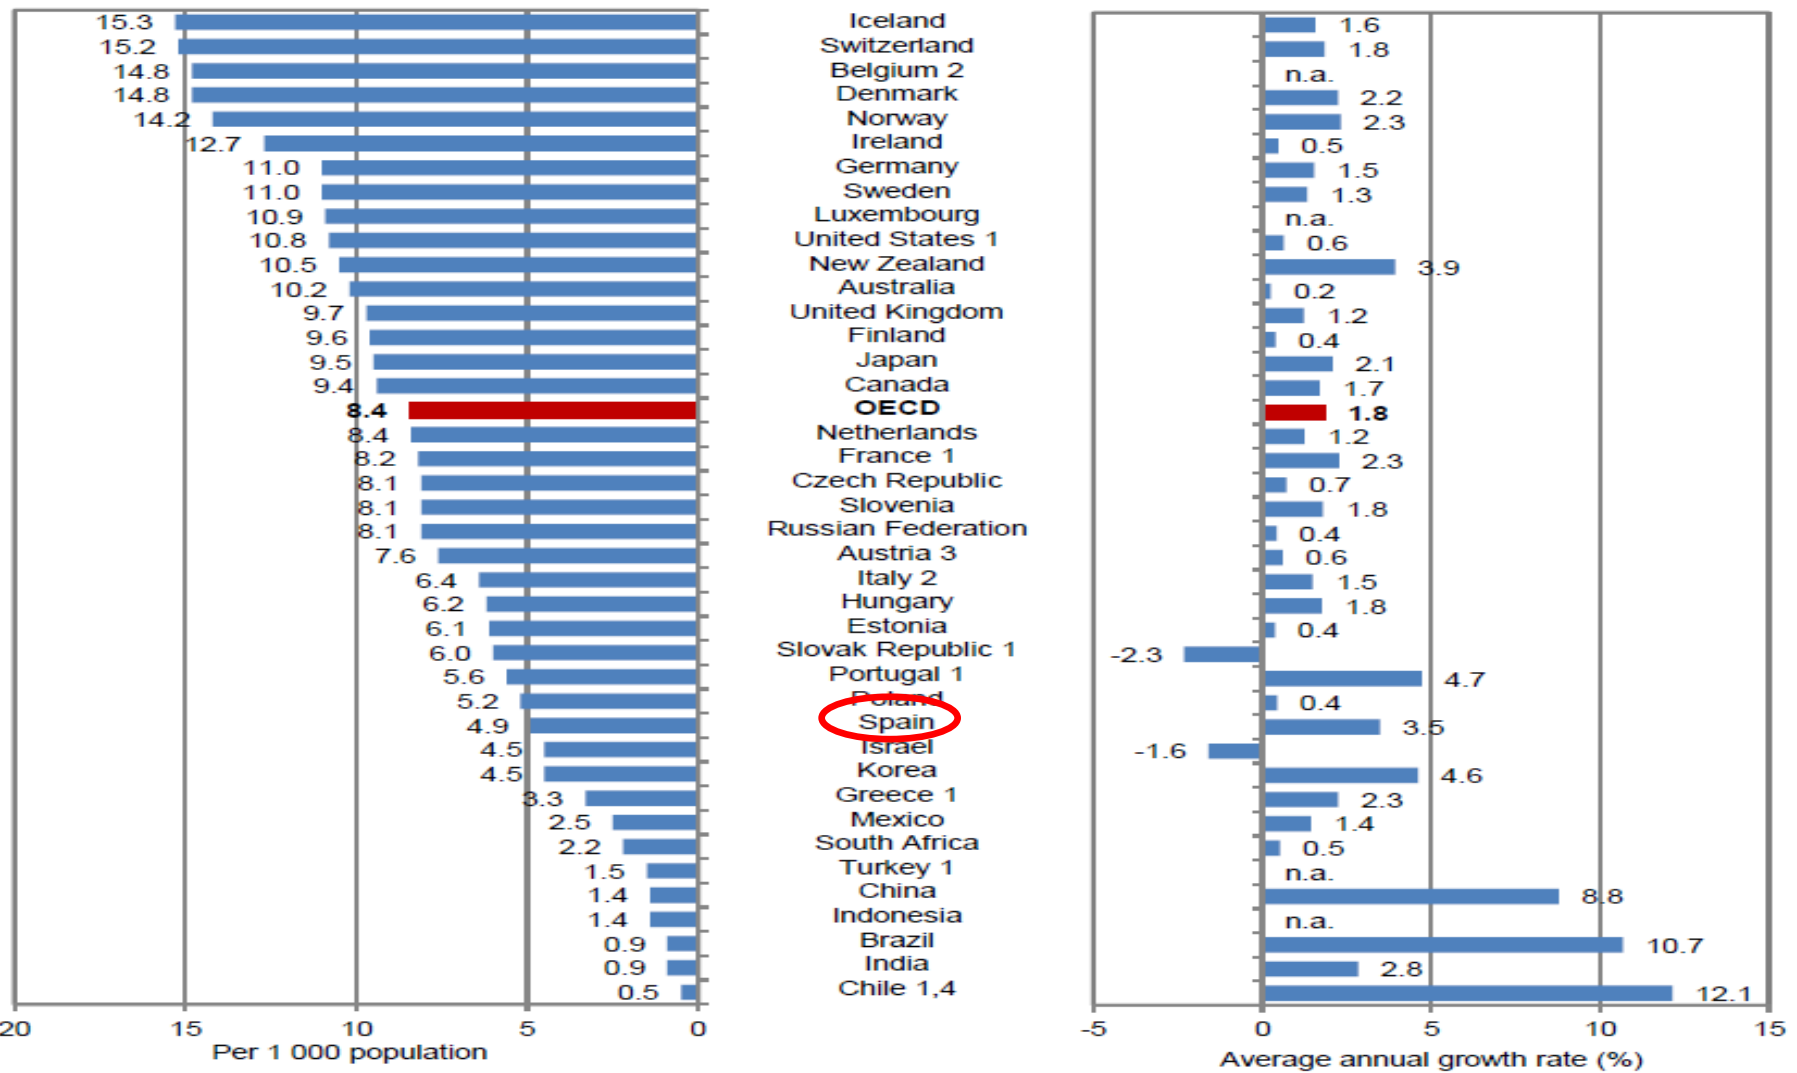 15.3 Iceland 1.6
15.2 Switzerland 1.8
14.8 Belgium 2 n.a.
14.8 Denmark 2.2
14.2 Norway 2.3
12.7 Ireland 0.5
11.0 Germany 1.5
11.0 Sweden 1.3
10.9 Luxembourg n.a.
10.8 United States 1 0.6
10.5 New Zealand 3.9
10.2 Australia 0.2
9.7 United Kingdom 1.2
9.6 Finland 0.4
9.5 Japan 2.1
9.4 Canada 1.7
8.4 OECD 1.8
8.4 Netherlands 1.2
8.2 France 1 2.3
8.1 Czech Republic 0.7
8.1 Slovenia 1.8
8.1 Russian Federation 0.4
7.6 Austria 3 0.6
6.4 Italy 2 1.5
6.2 Hungary 1.8
6.1 Estonia 0.4
6.0 Slovak Republic 1 -2.3
5.6 Portugal 1 4.7
5.2 Poland 0.4
4.9 Spain 3.5
4.5 Israel -1.6
4.5 Korea 4.6
3.3 Greece 1 2.3
2.5 Mexico 1.4
2.2 South Africa 0.5
1.5 Turkey 1 n.a.
1.4 China 8.8
1.4 Indonesia n.a.
0.9 Brazil 10.7
0.9 India 2.8
0.5 Chile 1,4 12.1
20 15 10 5 0 -5 0 5 10 15
Per 1 000 population
Average annual growth rate (%)